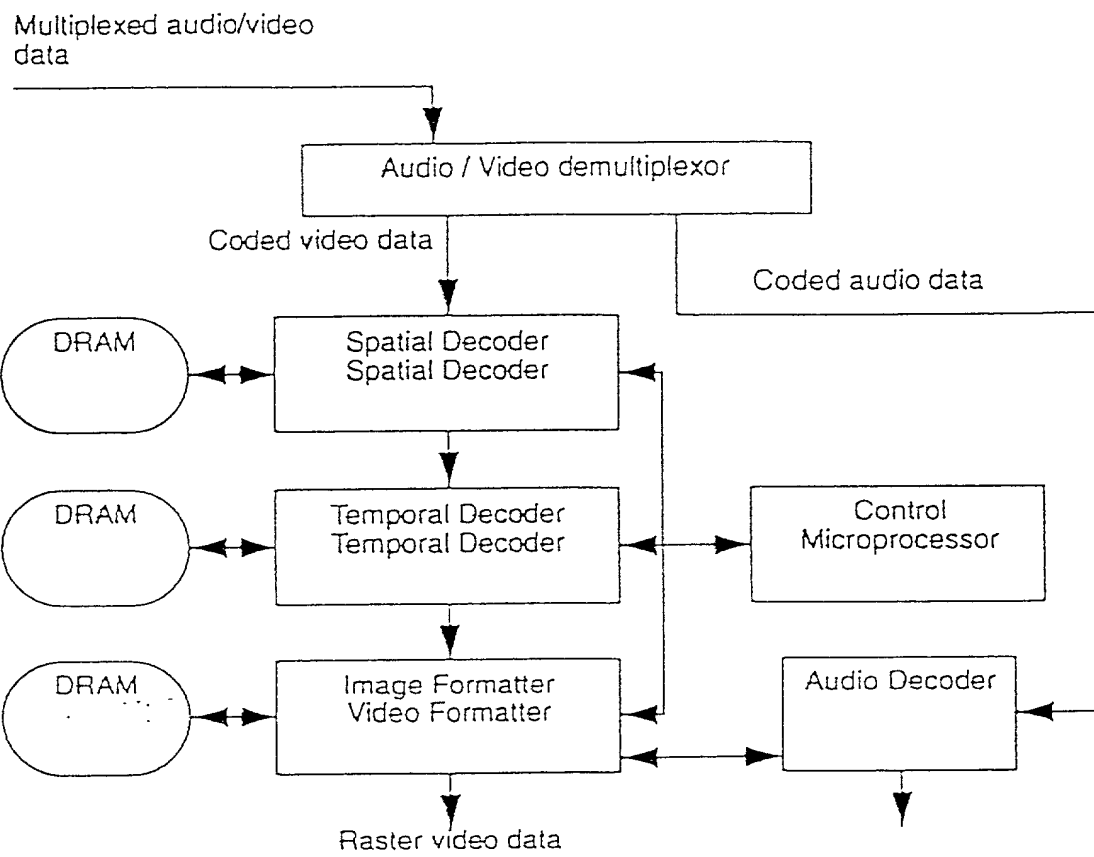 Multiplexed audio/video
data
Audio / Video demultiplexor
Coded video data
Coded audio data
DRAM
Spatial Decoder
Spatial Decoder
DRAM
Temporal Decoder
Temporal Decoder
Control
Microprocessor
DRAM
Image Formatter
Video Formatter
Audio Decoder
Raster video data